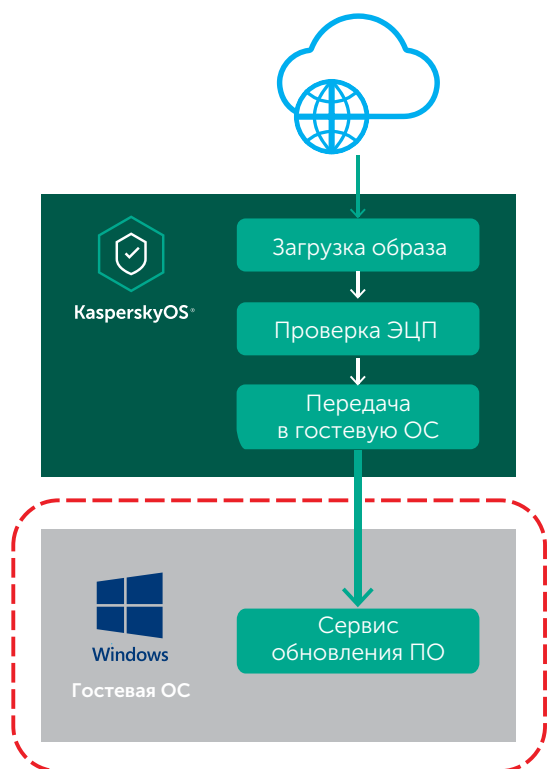 Загрузка образа
KasperskyOS®
Проверка ЭЦП
Передача
в гостевую ОС
Сервис
обновления ПО
Windows
Гостевая ОС